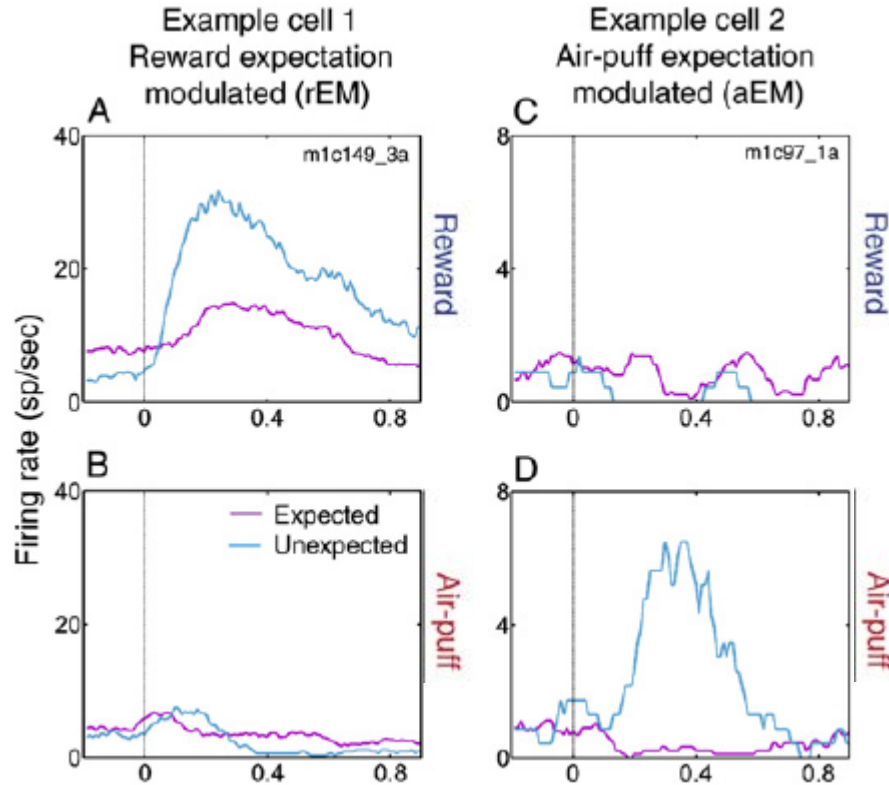 Example cell 1
Reward expectation
modulated (rEM)
Example cell 2
Air-puff expectation
modulated (aEM)
A
40
20
0
m1c149_3a
0
0.4
0.8
Reward
C
8
4
0
m1c97_1a
0
0.4
0.8
Reward
Firing rate (sp/sec)
B
40
20
0
Expected
Unexpected
0
0.4
0.8
Air-puff
D
8
4
0
0
0.4
0.8
Air-puff